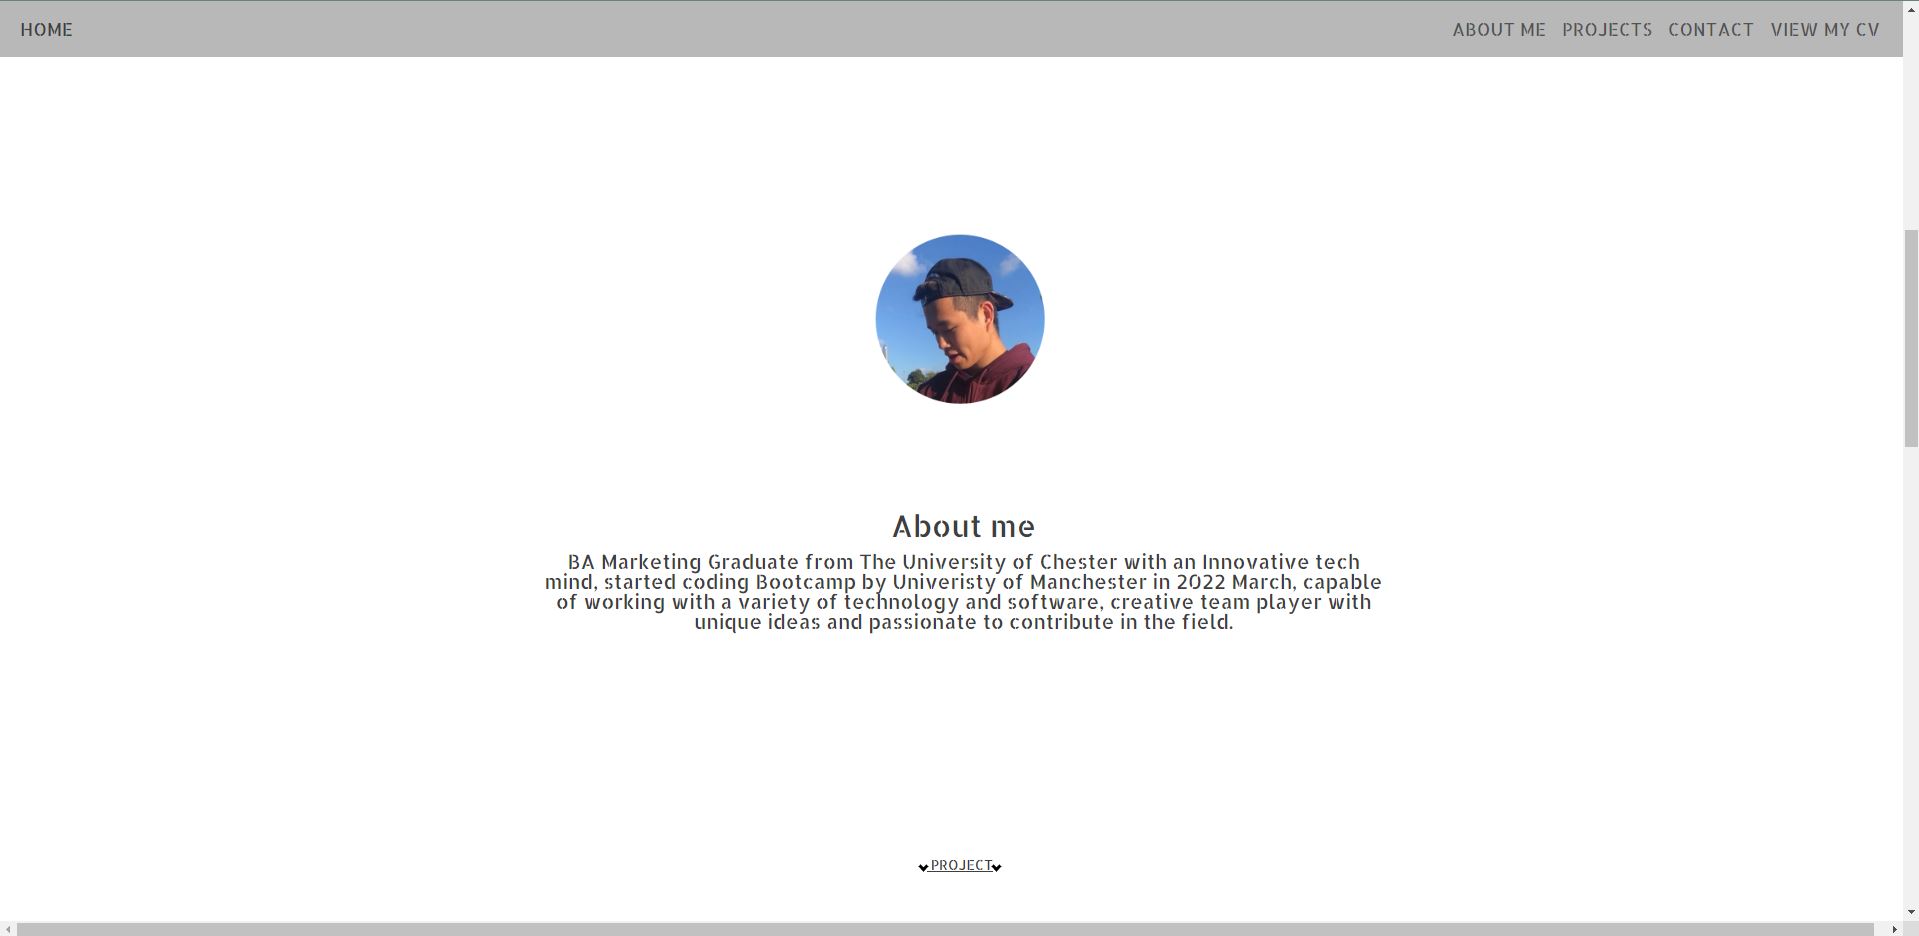 HOME ABOUT ME PROJECTS CONTACT VIEW MY CV
About me
BA Marketing Graduate from The University of Chester with an Innovative tech
mind, started coding Bootcamp by Univeristy of Manchester in 2022 March, capable
of working with a variety of technology and software, creative team player with
unique ideas and passionate to contribute in the field.
PROJECT